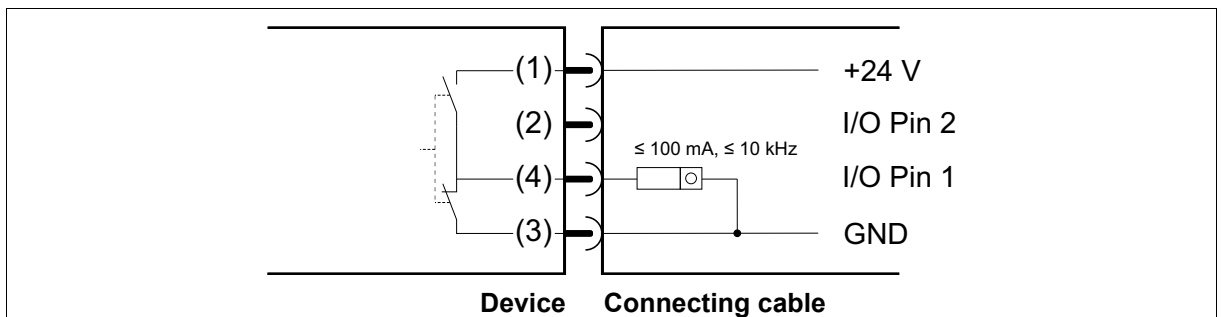 (1) +24 V
(2) I/O Pin 2
≤ 100 mA, ≤ 10 kHz
(4) I/O Pin 1
(3) GND
Device Connecting cable